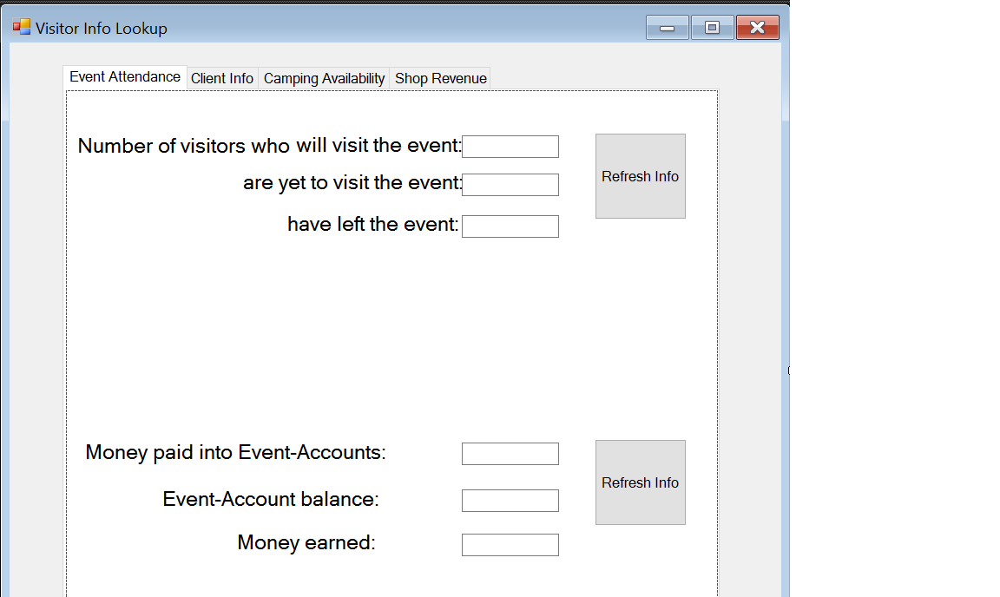 Visitor Info Lookup
Event Attendance Client Info Camping Availability Shop Revenue
Number of visitors who will visit the event:
are yet to visit the event:
have left the event:
Refresh Info
Money paid into Event-Accounts:
Event-Account balance:
Money earned:
Refresh Info